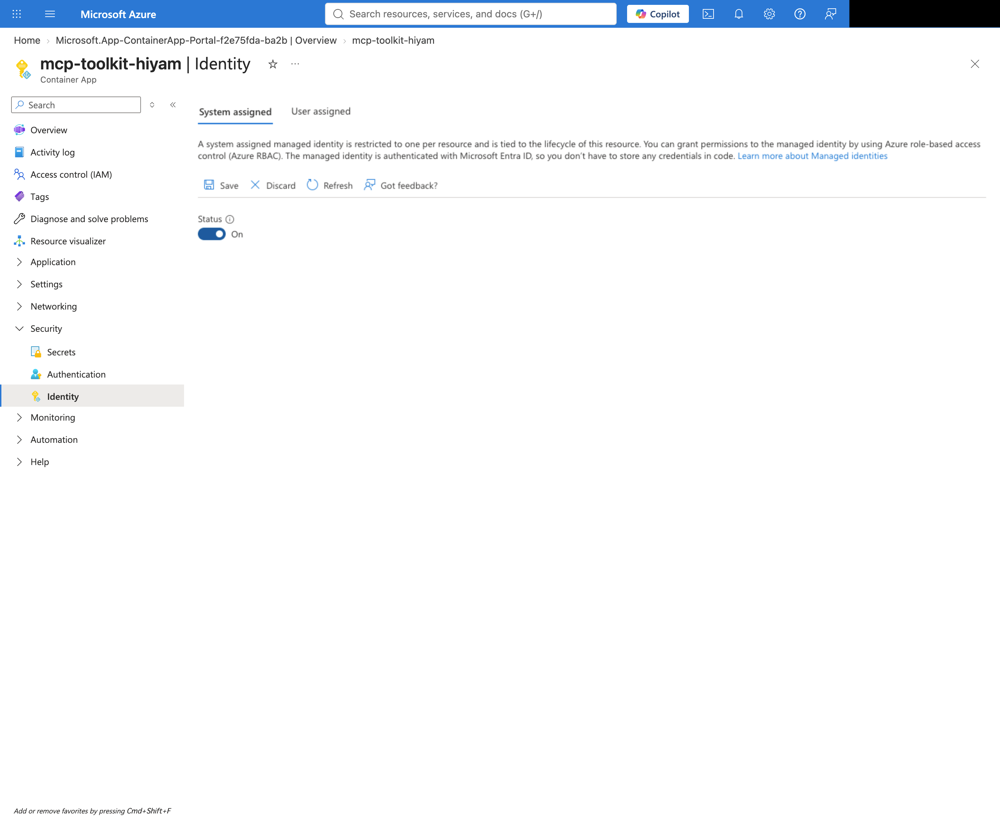 Microsoft Azure
Search resources, services, and docs (G+/)
Copilot
Home > Microsoft.App-ContainerApp-Portal-f2e75fda-ba2b | Overview > mcp-toolkit-hiyam
mcp-toolkit-hiyam | Identity
Container App
Search
Overview
Activity log
Access control (IAM)
Tags
Diagnose and solve problems
Resource visualizer
Application
Settings
Networking
Security
Secrets
Authentication
Identity
Monitoring
Automation
Help
Add or remove favorites by pressing Cmd+Shift+F
System assigned
User assigned
A system assigned managed identity is restricted to one per resource and is tied to the lifecycle of this resource. You can grant permissions to the managed identity by using Azure role-based access
control (Azure RBAC). The managed identity is authenticated with Microsoft Entra ID, so you don’t have to store any credentials in code. Learn more about Managed identities
Save
Discard
Refresh
Got feedback?
Status
On